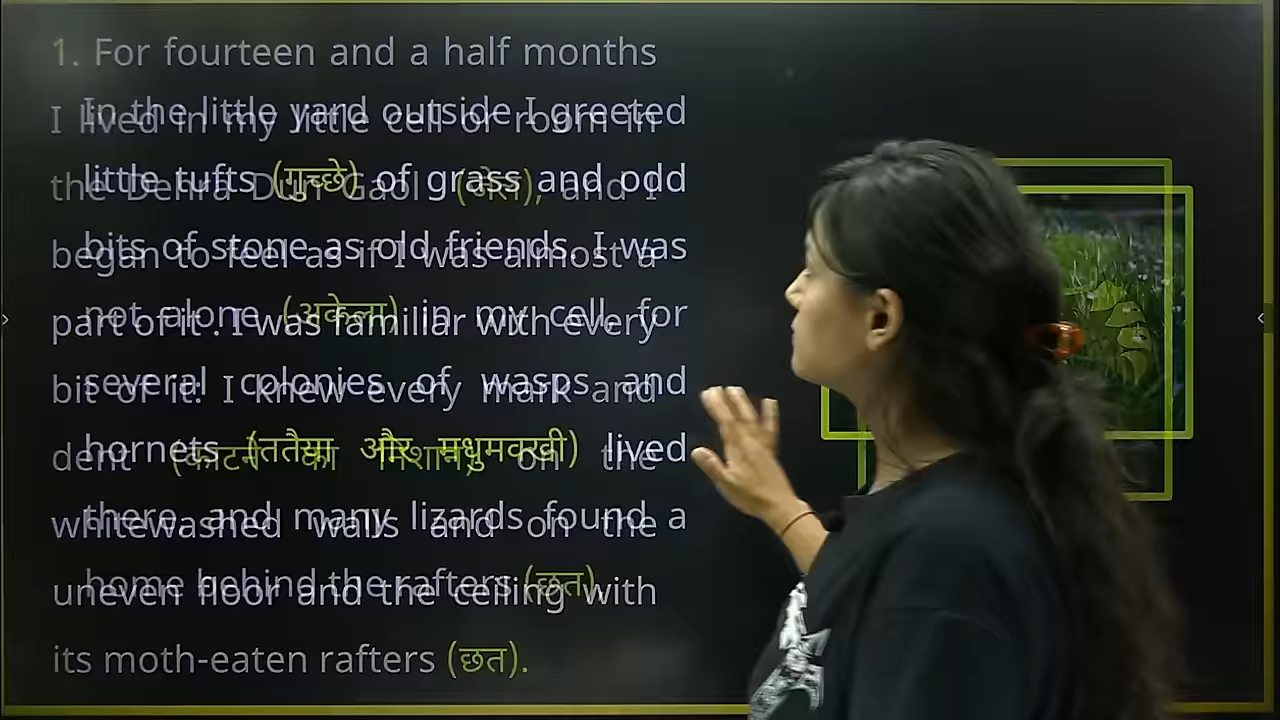 1. For fourteen and a half months
I lived in my little cell or room in
the Dehra Dun Gaol (जेल), and I
began to feel as if I was almost a
part of it . I was familiar with every
bit of it: I knew every mark and
dent (काटने का निशान) on the
whitewashed walls and on the
uneven floor and the ceiling with
its moth-eaten rafters (छत).
In the little yard outside I greeted
little tufts (गुच्छे) of grass and odd
bits of stone as old friends. I was
not alone (अकेला) in my cell, for
several colonies of wasps and
hornets (ततैया और मधुमक्खी) lived
there, and many lizards found a
home behind the rafters (छत),